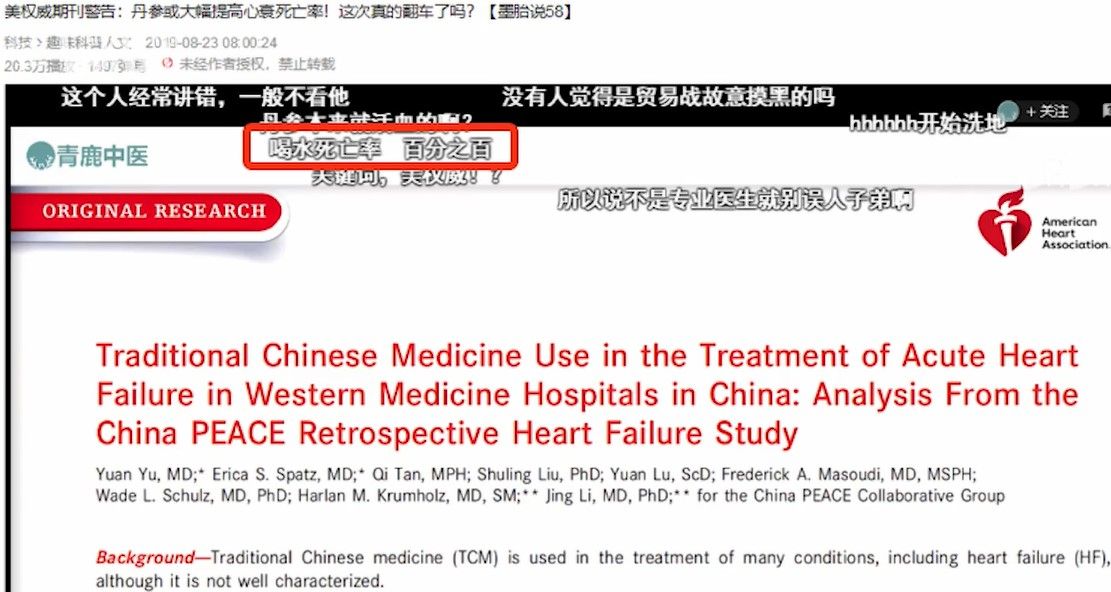 美权威期刊警告：丹参或大幅提高心衰死亡率！这次真的翻车了吗？【墨胎说58】
科技 > 趣味科普人文 2019-08-23 08:00:24
20.3万播放 未经作者授权，禁止转载
这个人经常讲错，一般不看他 没有人觉得是贸易战故意摸黑的吗
丹参本来就活血的啊？ hhhhhh开始洗地 + 关注
青鹿中医 喝水死亡率 百分之百
关键词，美权威！？
所以说不是专业医生就别误人子弟啊
ORIGINAL RESEARCH
American
Heart
Association.
Traditional Chinese Medicine Use in the Treatment of Acute Heart
Failure in Western Medicine Hospitals in China: Analysis From the
China PEACE Retrospective Heart Failure Study
Yuan Yu, MD;* Erica S. Spatz, MD;* Qi Tan, MPH; Shuling Liu, PhD; Yuan Lu, ScD; Frederick A. Masoudi, MD, MSPH;
Wade L. Schulz, MD, PhD; Harlan M. Krumholz, MD, SM;** Jing Li, MD, PhD;** for the China PEACE Collaborative Group
Background—Traditional Chinese medicine (TCM) is used in the treatment of many conditions, including heart failure (HF),
although it is not well characterized.